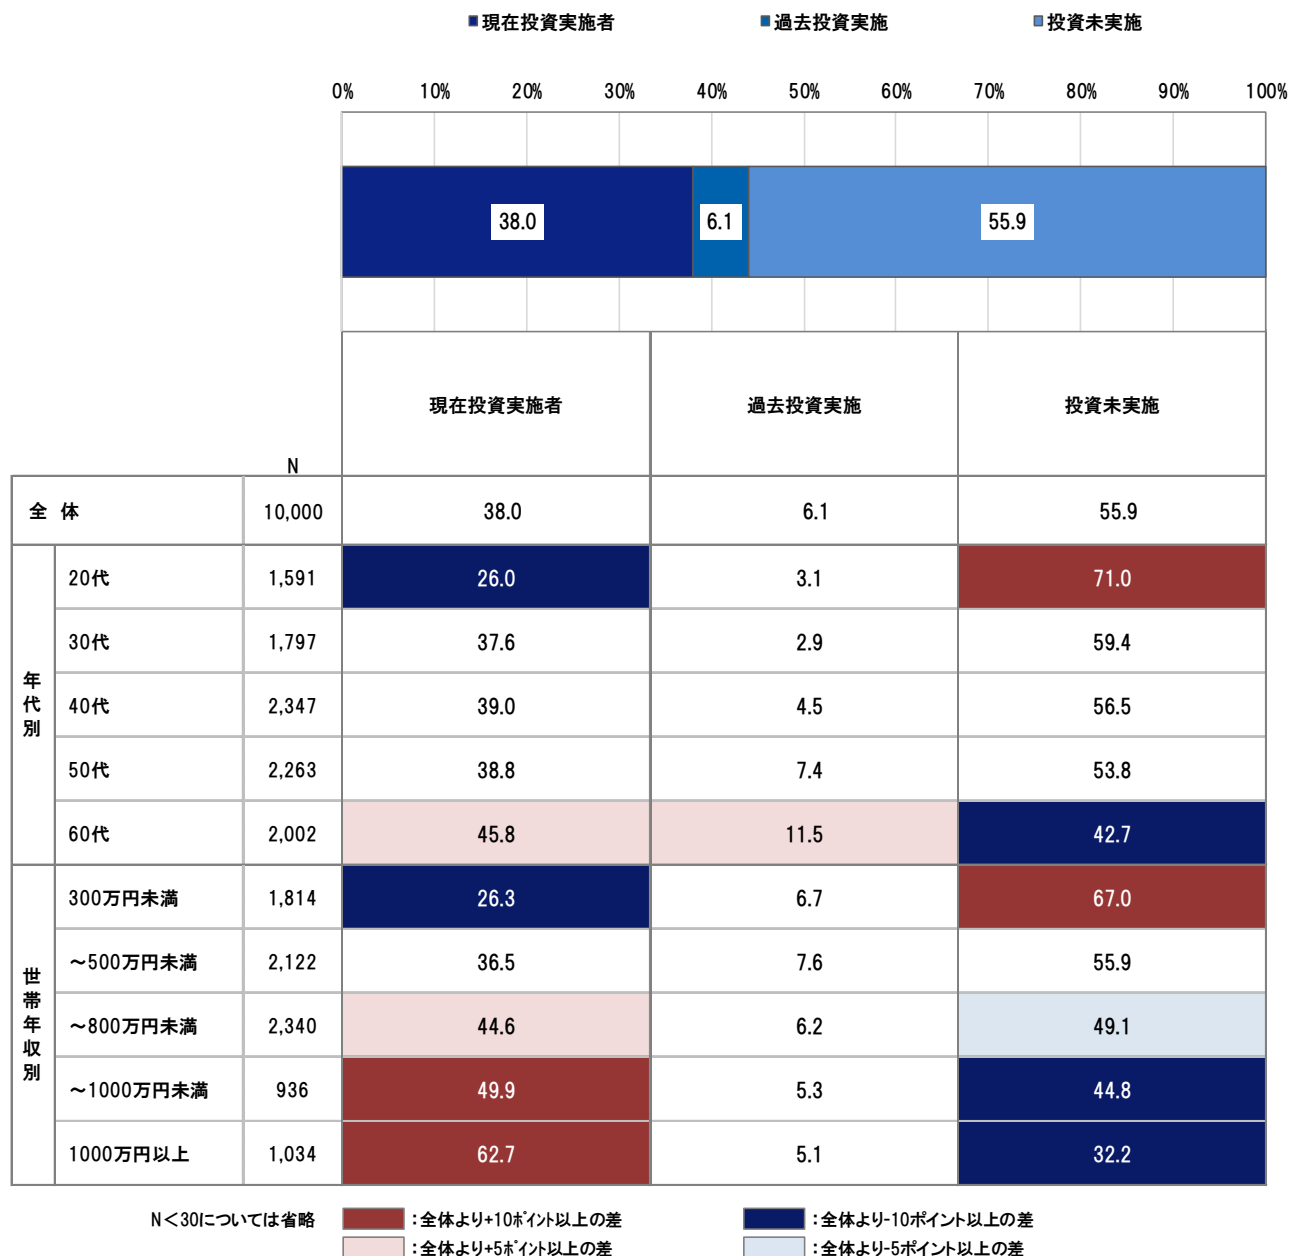 ■現在投資実施者 ■過去投資実施 ■投資未実施
0% 10% 20% 30% 40% 50% 60% 70% 80% 90% 100%
38.0 6.1 55.9
現在投資実施者 過去投資実施 投資未実施
N
全 体 10,000 38.0 6.1 55.9
年代別
20代 1,591 26.0 3.1 71.0
30代 1,797 37.6 2.9 59.4
40代 2,347 39.0 4.5 56.5
50代 2,263 38.8 7.4 53.8
60代 2,002 45.8 11.5 42.7
世帯年収別
300万円未満 1,814 26.3 6.7 67.0
～500万円未満 2,122 36.5 7.6 55.9
～800万円未満 2,340 44.6 6.2 49.1
～1000万円未満 936 49.9 5.3 44.8
1000万円以上 1,034 62.7 5.1 32.2
N＜30については省略 ：全体より+10ﾎﾟｲﾝﾄ以上の差 ：全体より-10ポイント以上の差
：全体より+5ﾎﾟｲﾝﾄ以上の差 ：全体より-5ポイント以上の差